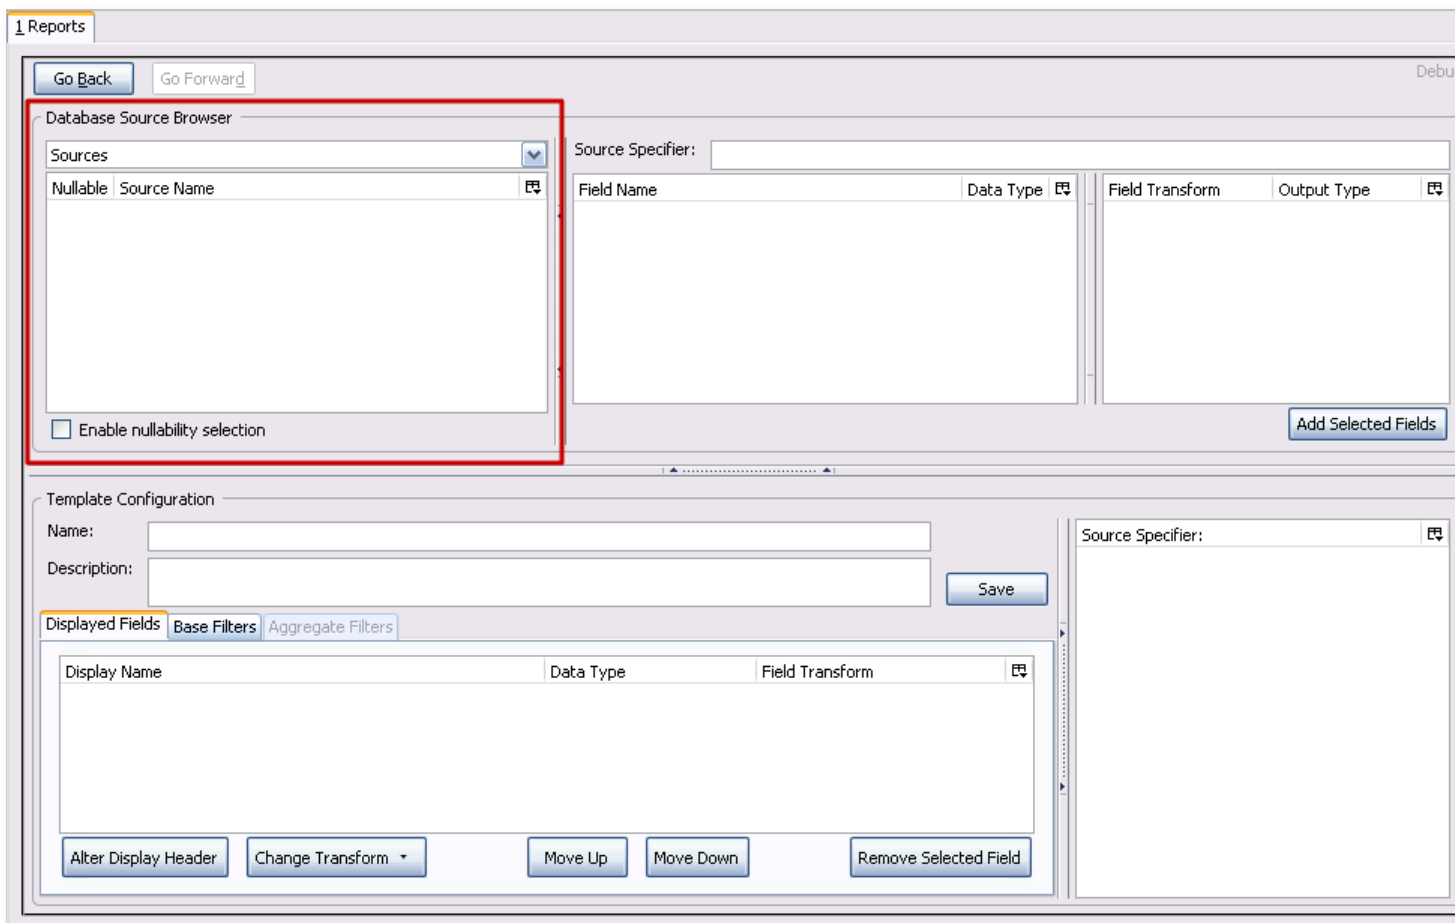 1 Reports
Go Back Go Forward Debu
Database Source Browser
Sources
Source Specifier:
Nullable Source Name
Field Name Data Type
Field Transform Output Type
Enable nullability selection
Add Selected Fields
Template Configuration
Name:
Description:
Save
Source Specifier:
Displayed Fields Base Filters Aggregate Filters
Display Name Data Type Field Transform
Alter Display Header Change Transform Move Up Move Down Remove Selected Field